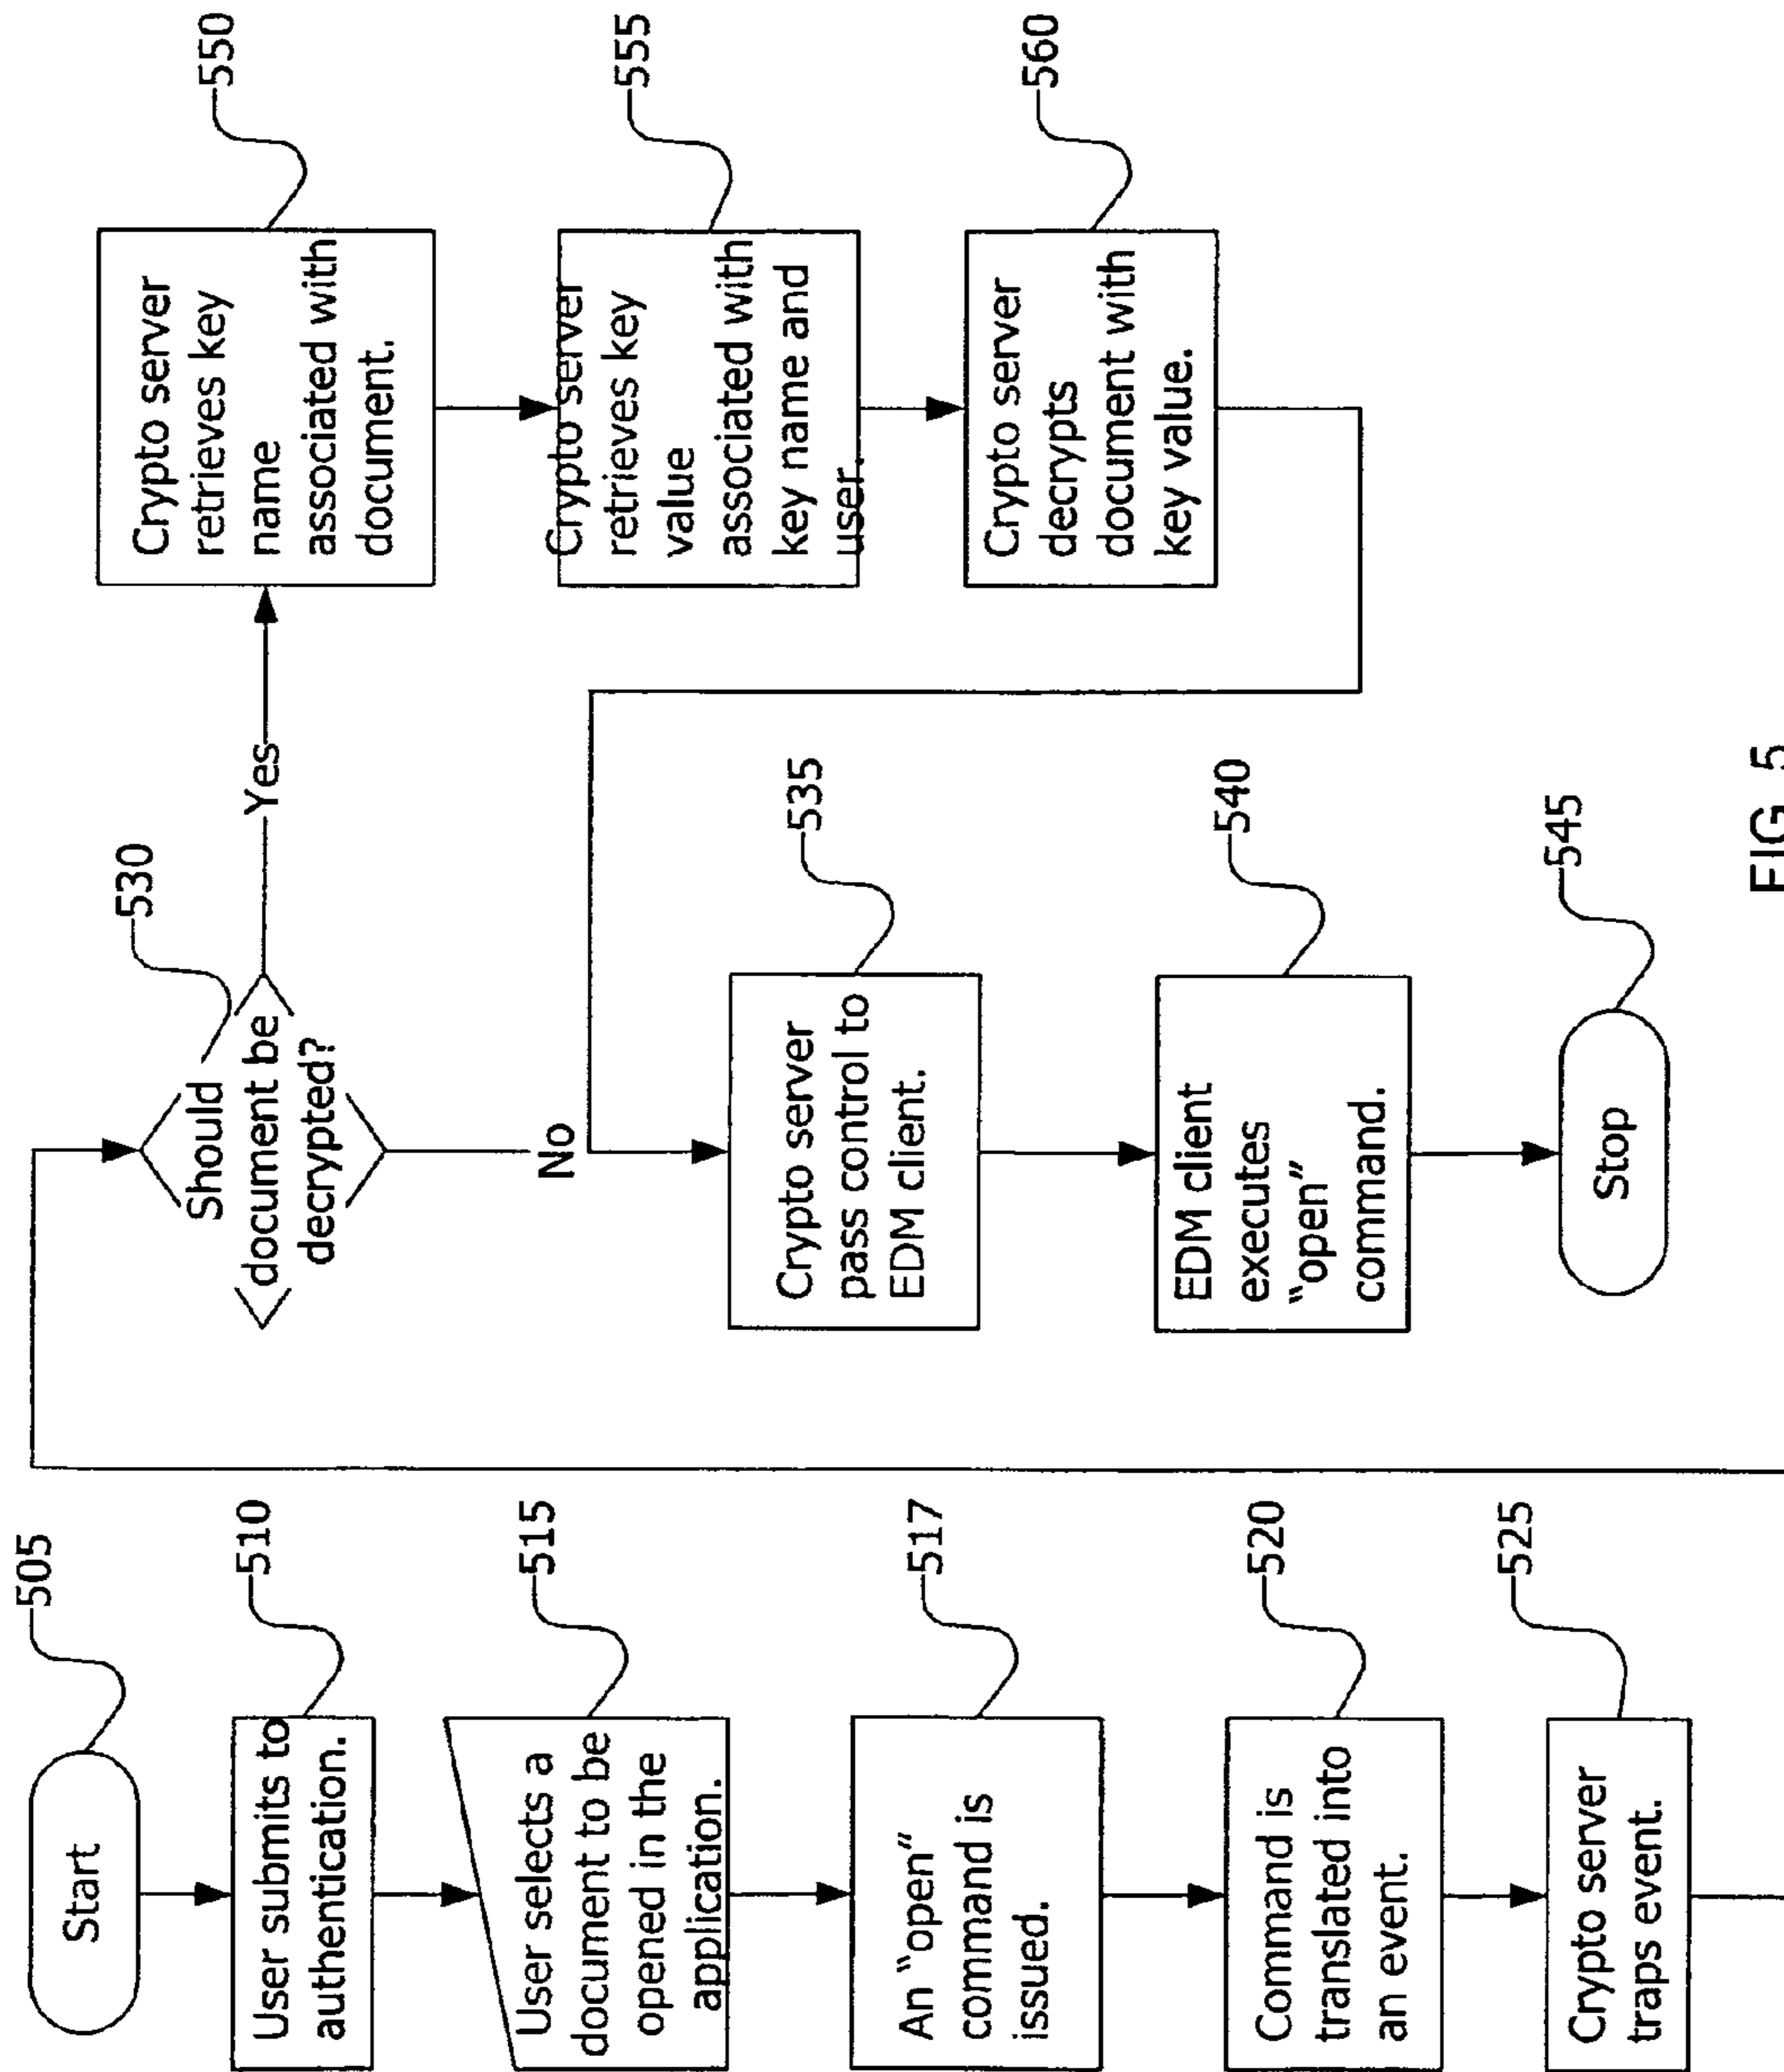 Start
505
User submits to
authentication.
510
User selects a
document to be
opened in the
application.
515
An “open”
command is
issued.
517
Command is
translated into
an event.
520
Crypto server
traps event.
525
Should
document be
decrypted?
530
Yes
No
Crypto server
pass control to
EDM client.
535
EDM client
executes
“open”
command.
540
Stop
545
Crypto server
retrieves key
name
associated with
document.
550
Crypto server
retrieves key
value
associated with
key name and
user.
555
Crypto server
decrypts
document with
key value.
560
FIG. 5